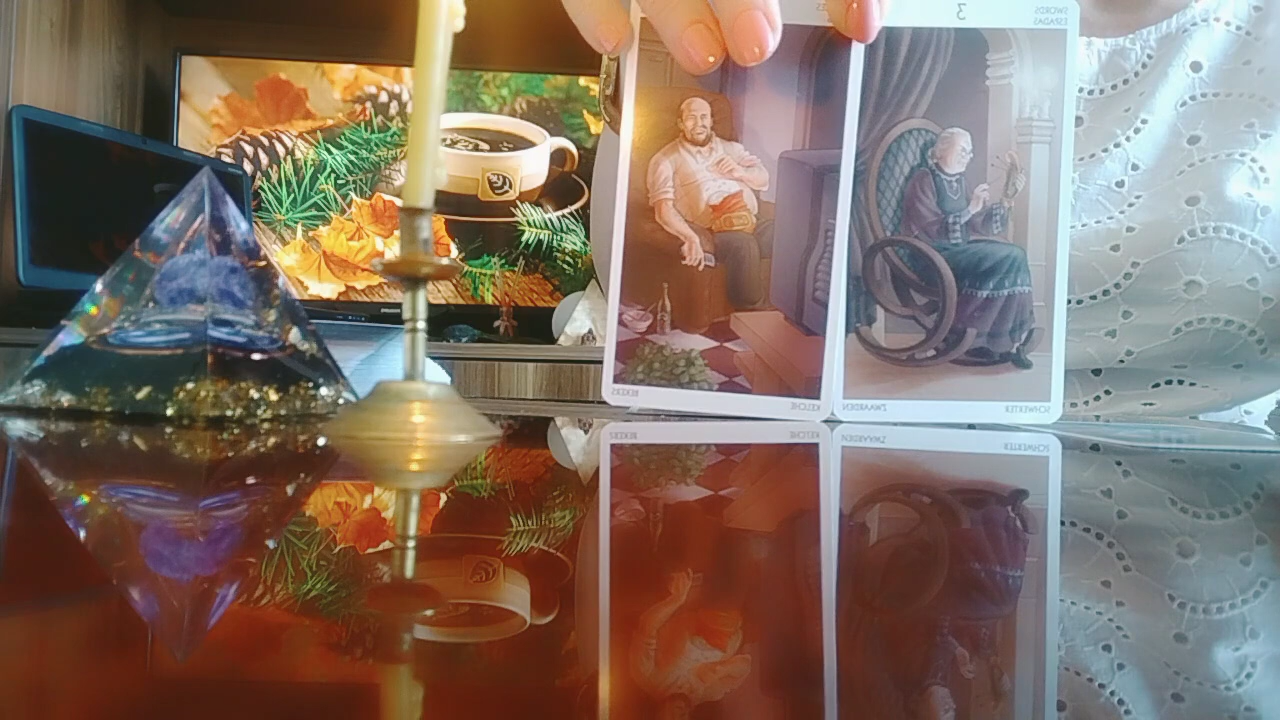 3
SWORDS
ESPADAS
BEKERS
KELCHE
ZWAARDEN
SCHWERTER